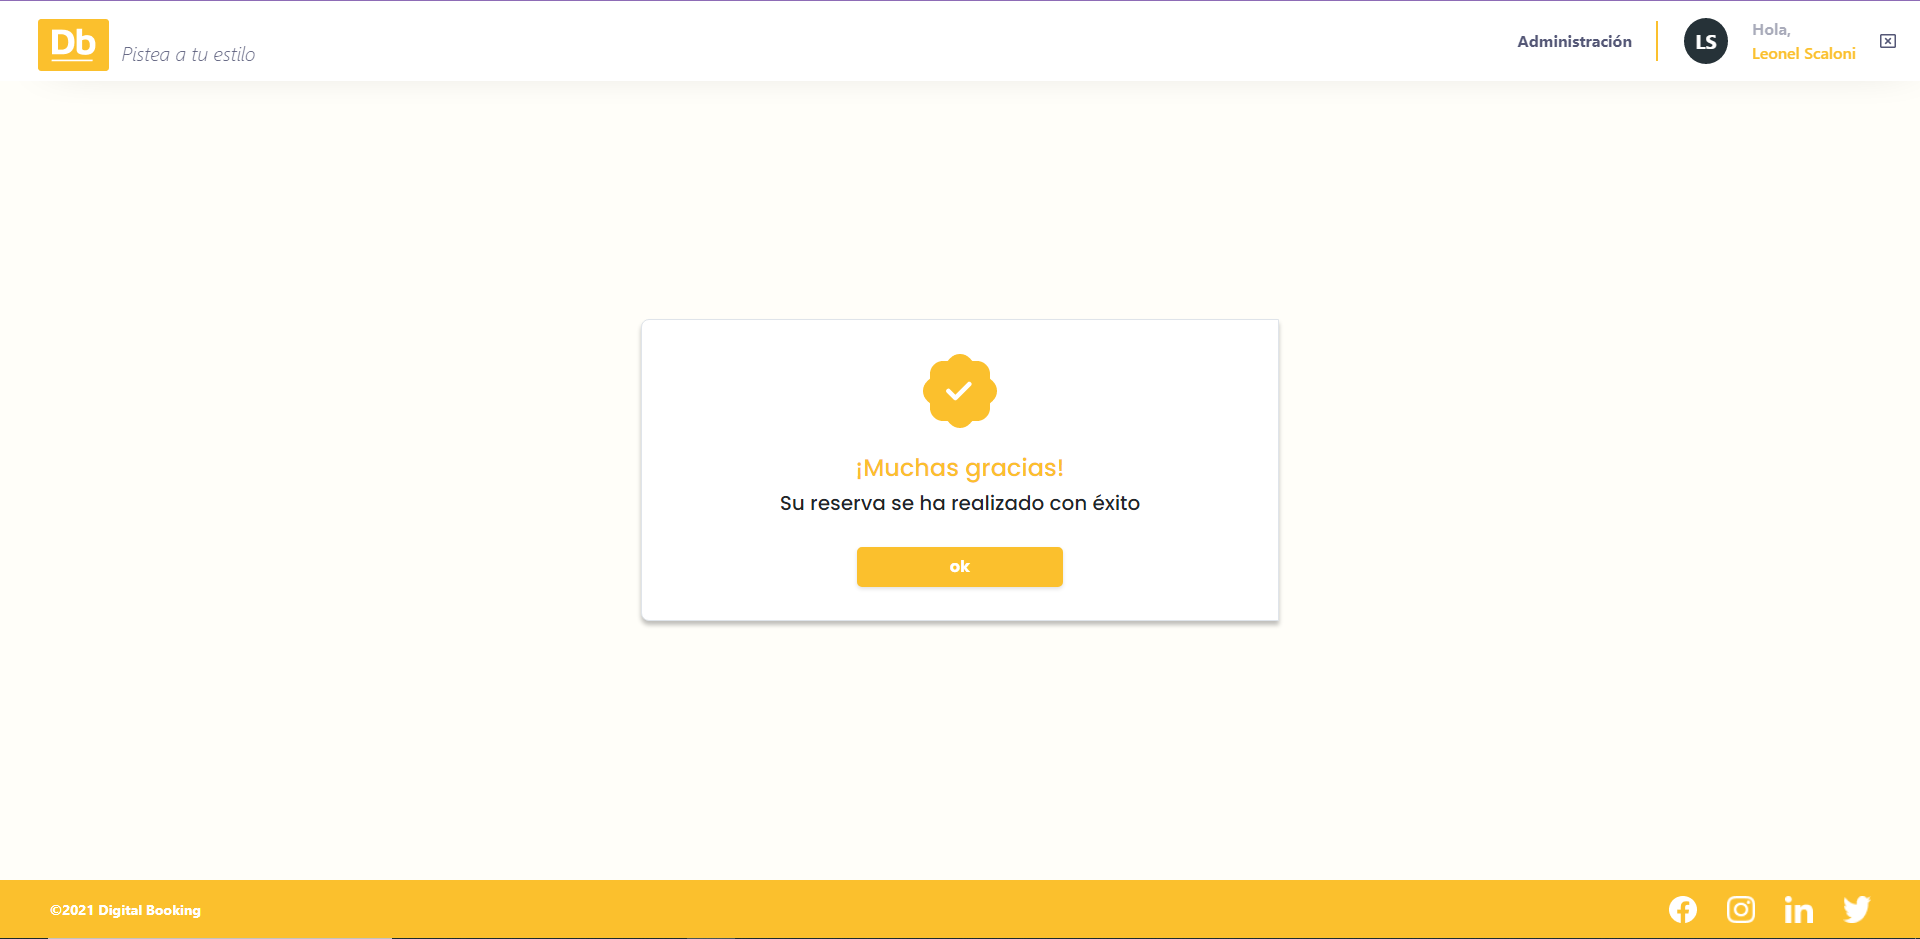 Db
Pistea a tu estilo
Administración
LS
Hola,
Leonel Scaloni
¡Muchas gracias!
Su reserva se ha realizado con éxito
ok
©2021 Digital Booking
in